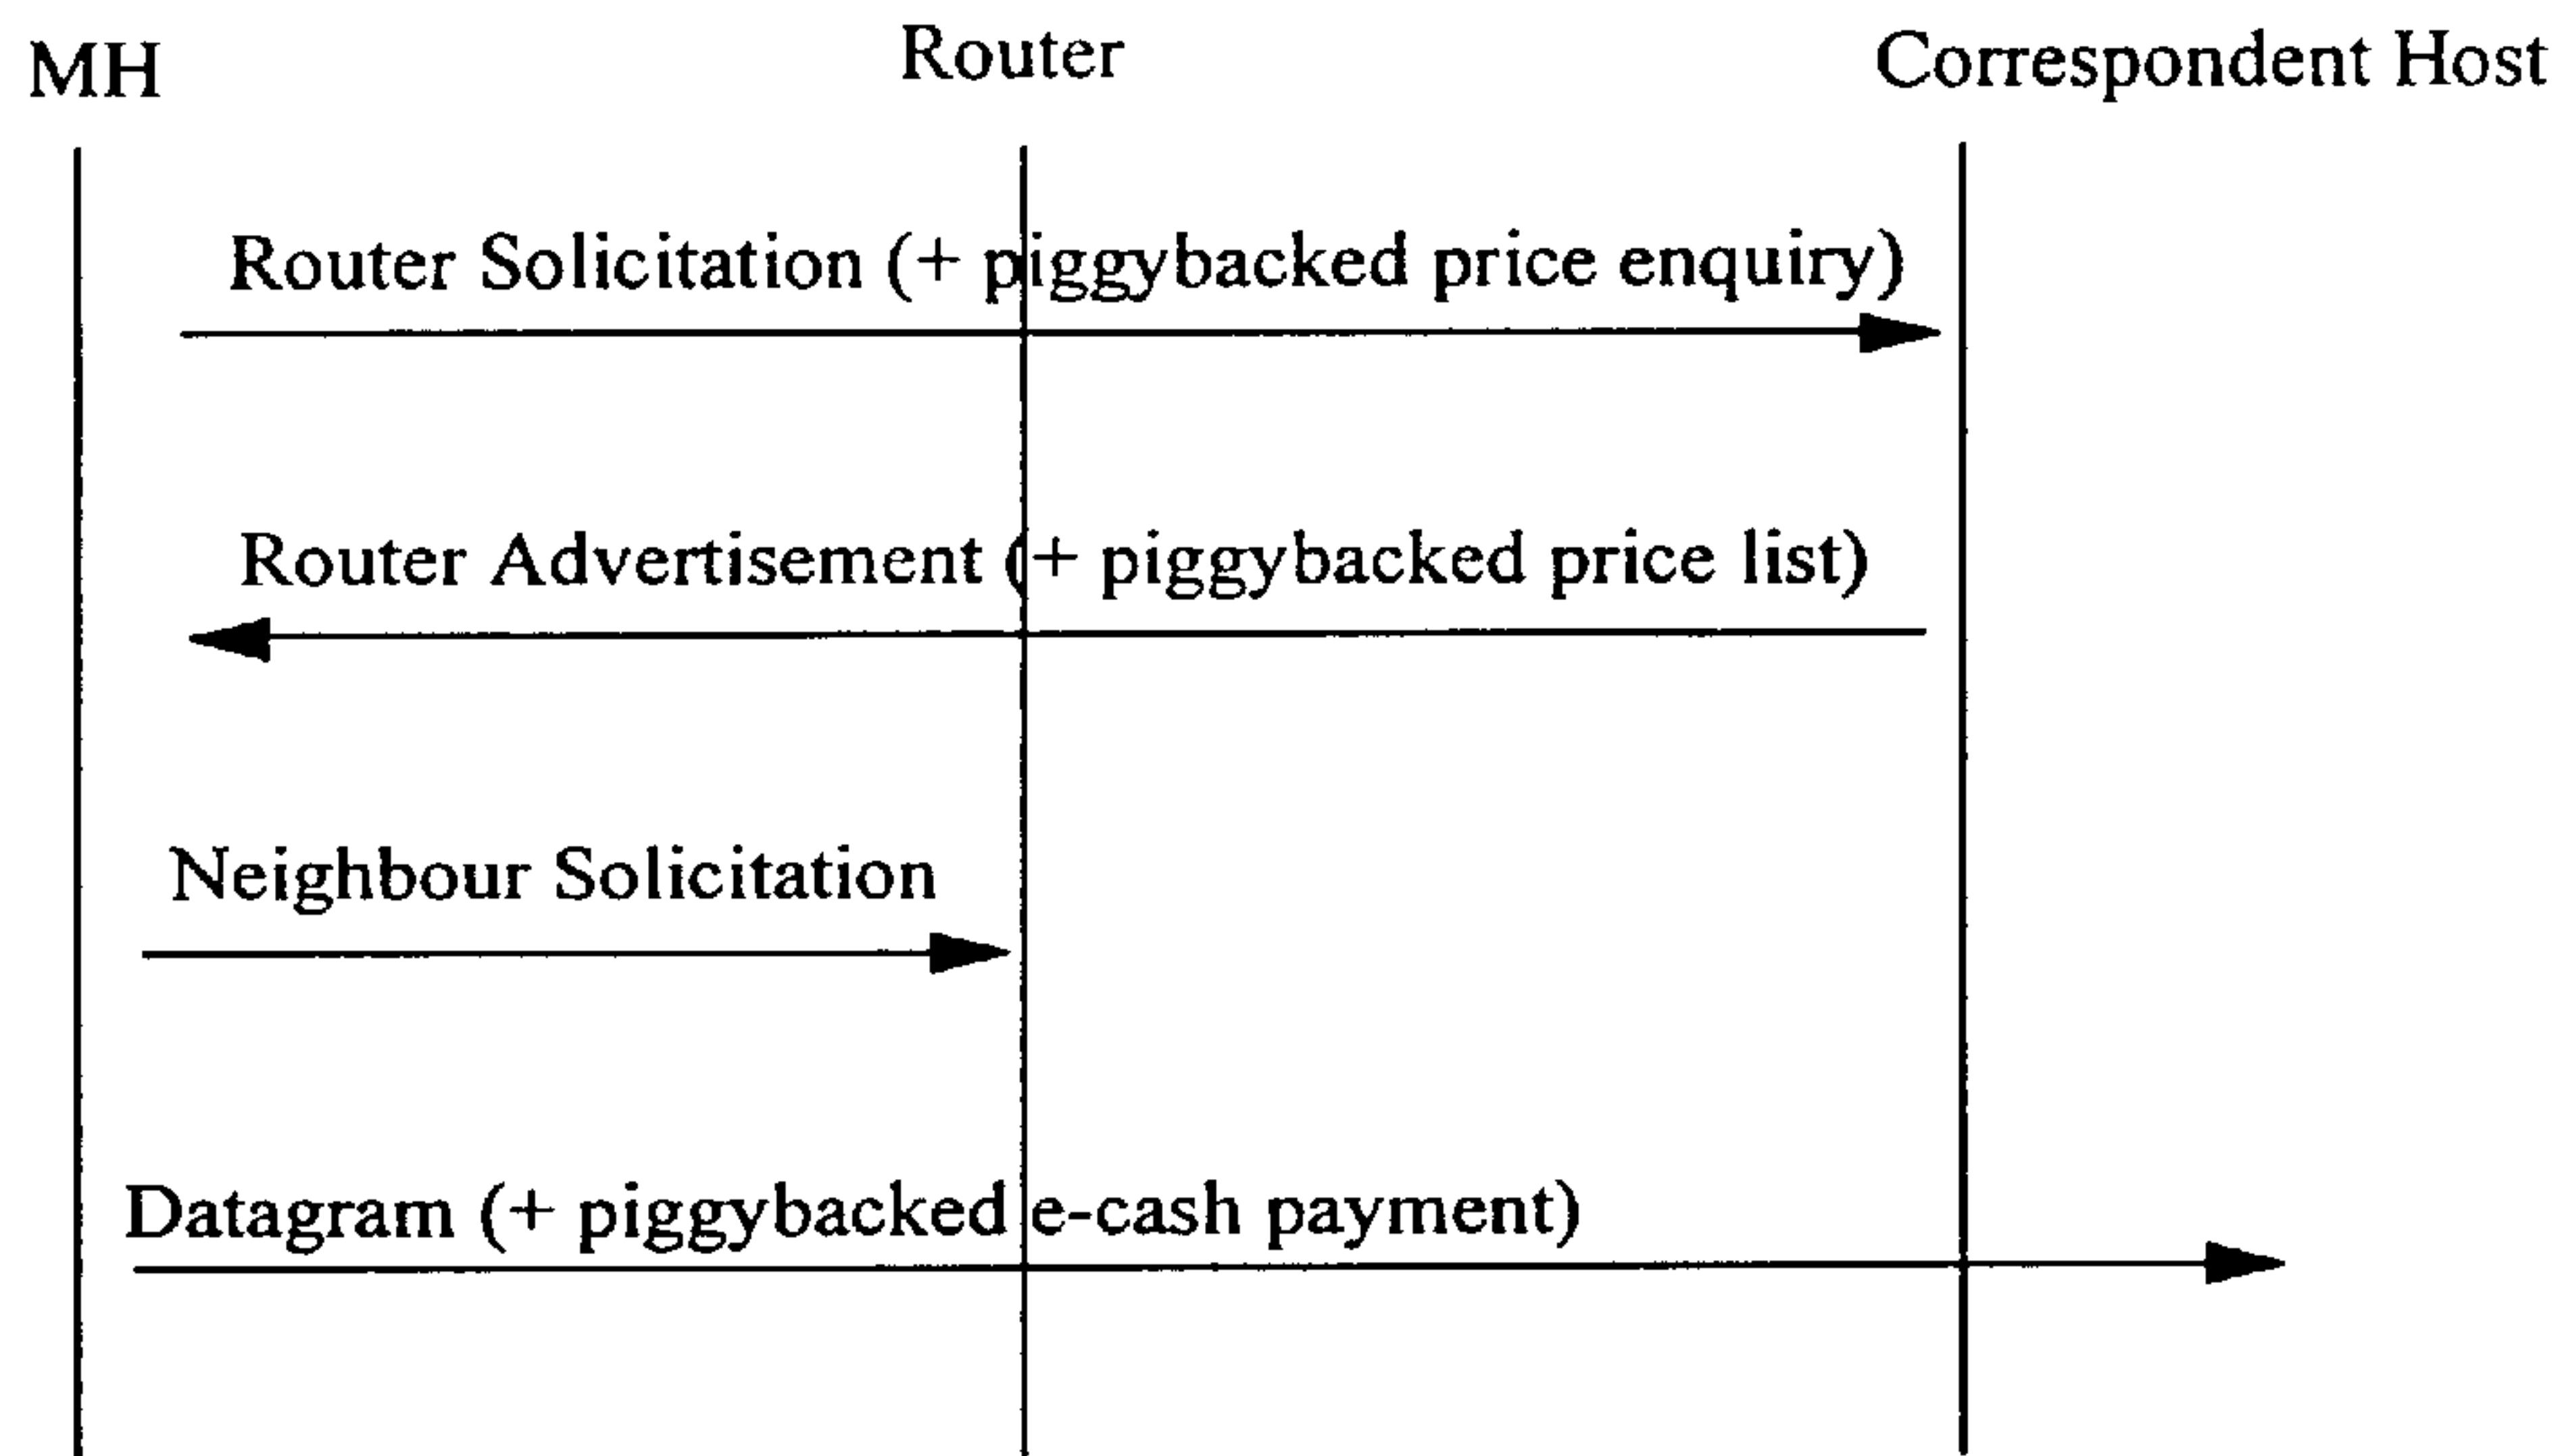 MH
Router
Correspondent Host
Router Solicitation (+ piggybacked price enquiry)
Router Advertisement (+ piggybacked price list)
Neighbour Solicitation
Datagram (+ piggybacked e-cash payment)